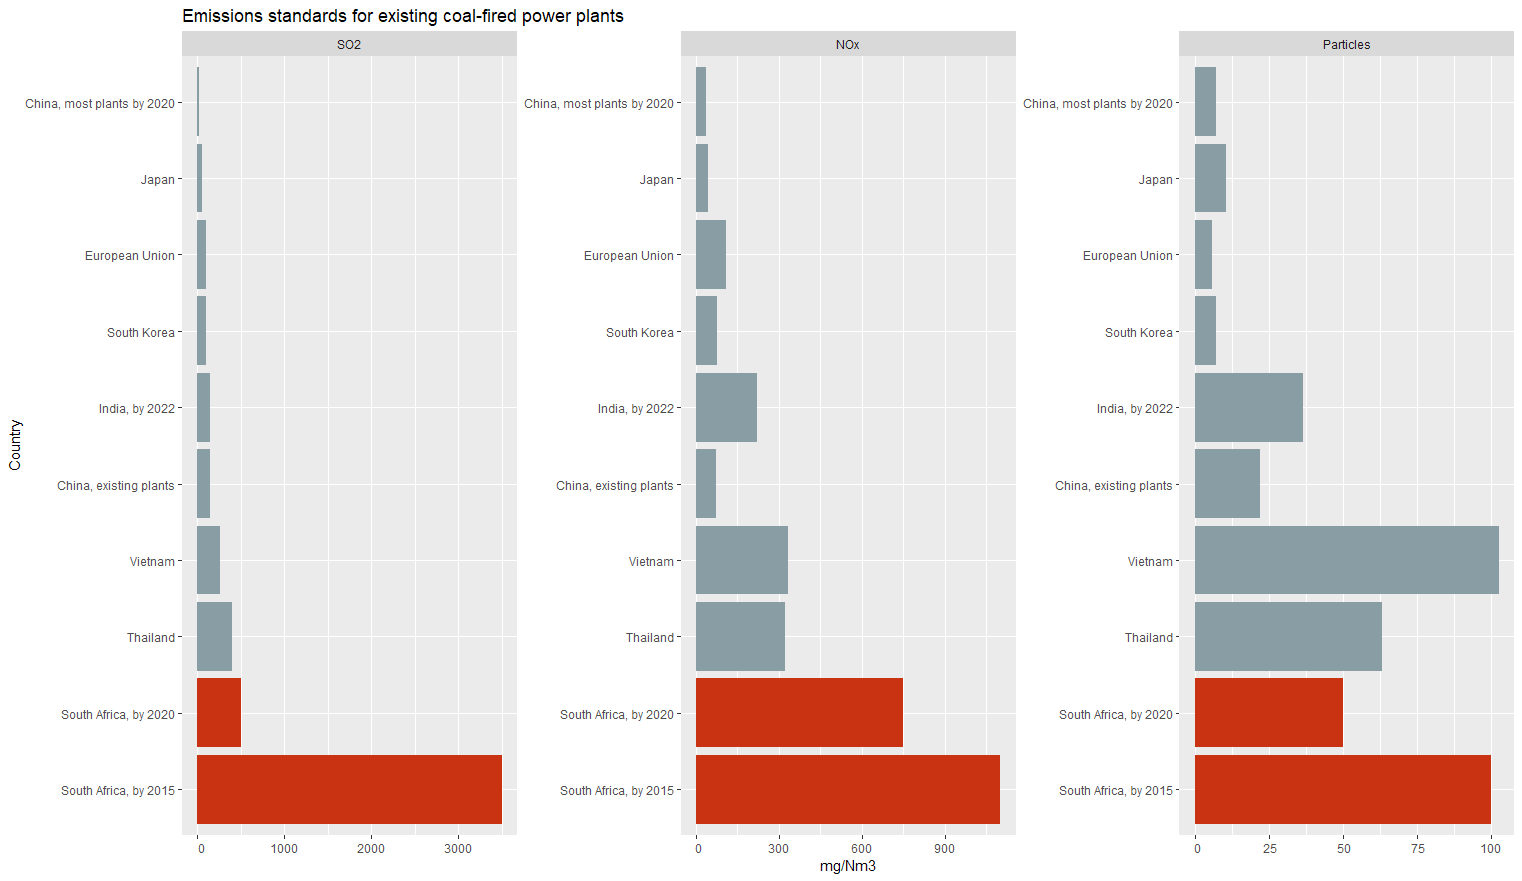 Emissions standards for existing coal-fired power plants
SO2
NOx
Particles
Country
China, most plants by 2020
Japan
European Union
South Korea
India, by 2022
China, existing plants
Vietnam
Thailand
South Africa, by 2020
South Africa, by 2015
0 1000 2000 3000
China, most plants by 2020
Japan
European Union
South Korea
India, by 2022
China, existing plants
Vietnam
Thailand
South Africa, by 2020
South Africa, by 2015
0 300 600 900
China, most plants by 2020
Japan
European Union
South Korea
India, by 2022
China, existing plants
Vietnam
Thailand
South Africa, by 2020
South Africa, by 2015
0 25 50 75 100
mg/Nm3